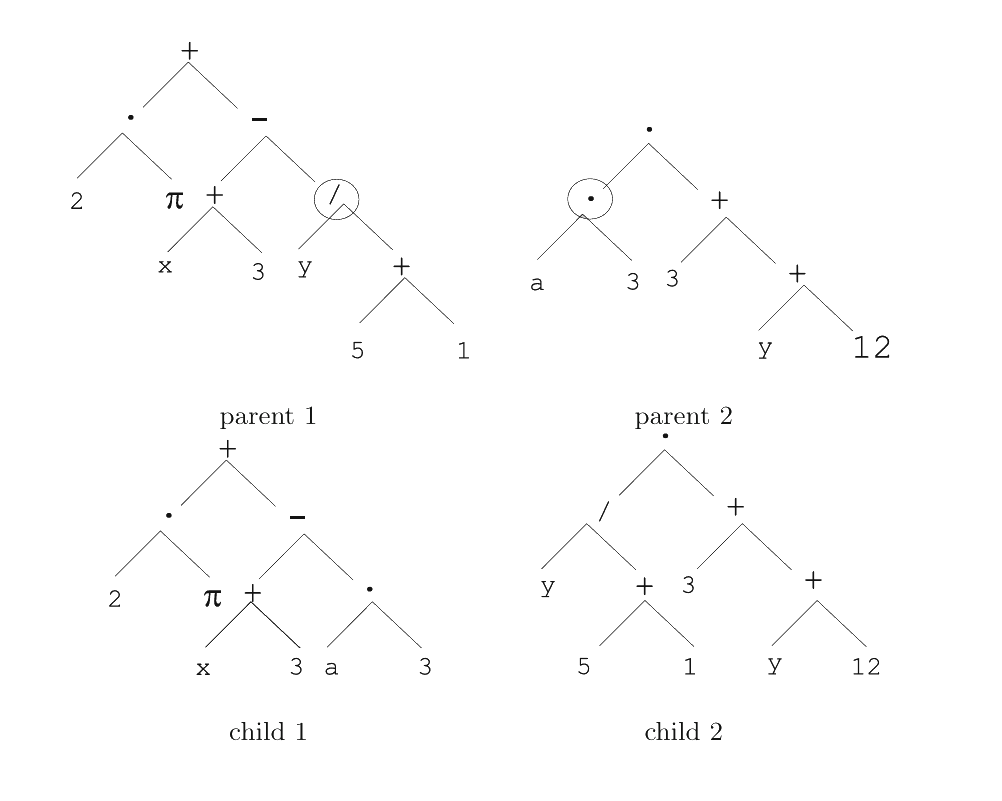 +
· −
·
2 π + / · +
x 3 y + a 3 3 +
5 1 y 12
parent 1 parent 2
+ ·
· − / +
2 π + · y + 3 +
x 3 a 3 5 1 y 12
child 1 child 2